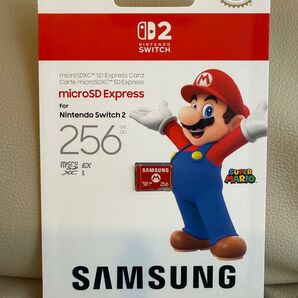 2
NINTENDO
SWITCH
microSDXC™ SD Express Card
Carte microSDXC™ SD Express
microSD Express
For
Nintendo Switch 2
256 GB
GO
micro
SD
XC I
EX
SAMSUNG
256
SUPER
MARIO
SAMSUNG